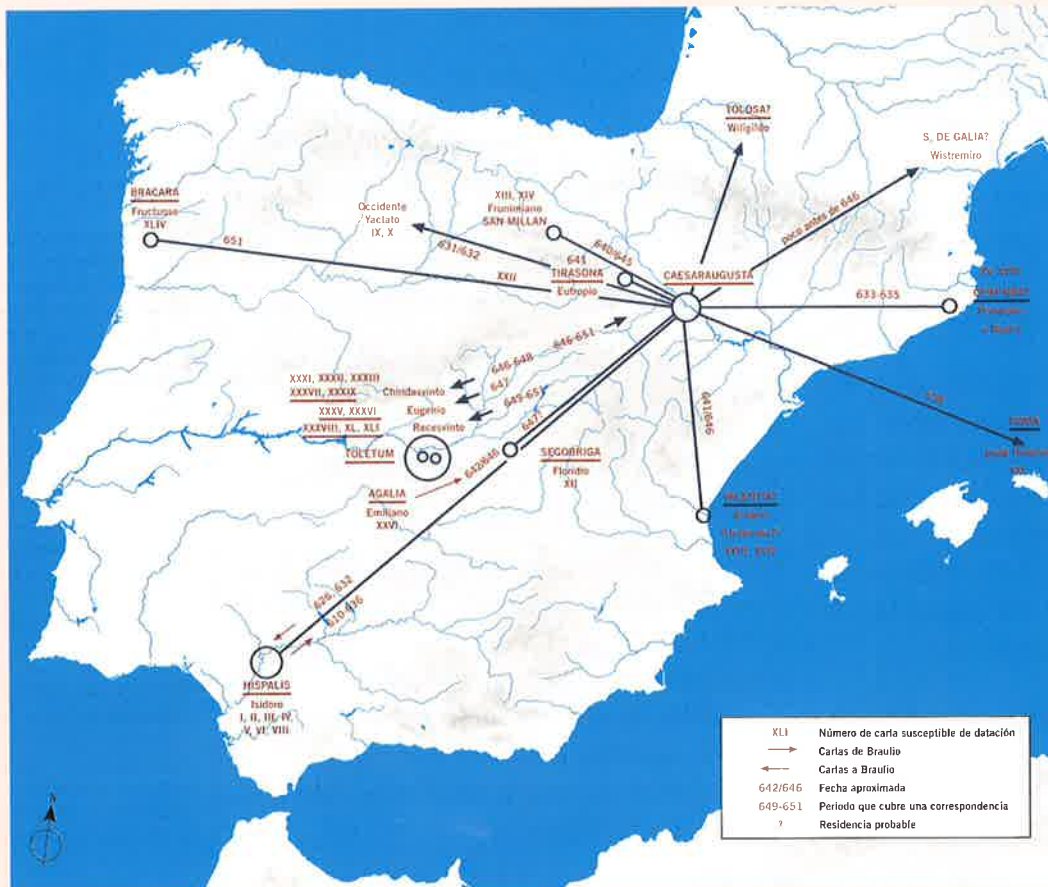 TOLOSA?
Willgildo
S. DE GALIA?
Wistremiro
BRACARA
Fructuoso
XLIV
651
Occidente
Yactato
IX, X
631/632
XIII, XIV
Frunimiano
SAN MILLAN
640/645
641
TIRASONA
Eutropio
XXII
CAESARAUGUSTA
poco antes de 646
633-635
646-651
646-648
647
649-651
XXXI, XXXII, XXXIII
XXXVII, XXXIX
Chindasvinto
XXXV, XXXVI
Eugenio
XXXVIII, XL, XLI
Recesvinto
TOLETUM
647?
642/646
641/646
SEGOBRIGA
Floridio
XII
AGALIA
Emiliano
XXVI
VALENTIA?
626, 632
610-636
HISPALIS
Isidoro
I, II, III, IV,
V, VI, VIII
N
XLI Número de carta susceptible de datación
Cartas de Braulio
Cartas a Braulio
642/646 Fecha aproximada
649-651 Periodo que cubre una correspondencia
? Residencia probable